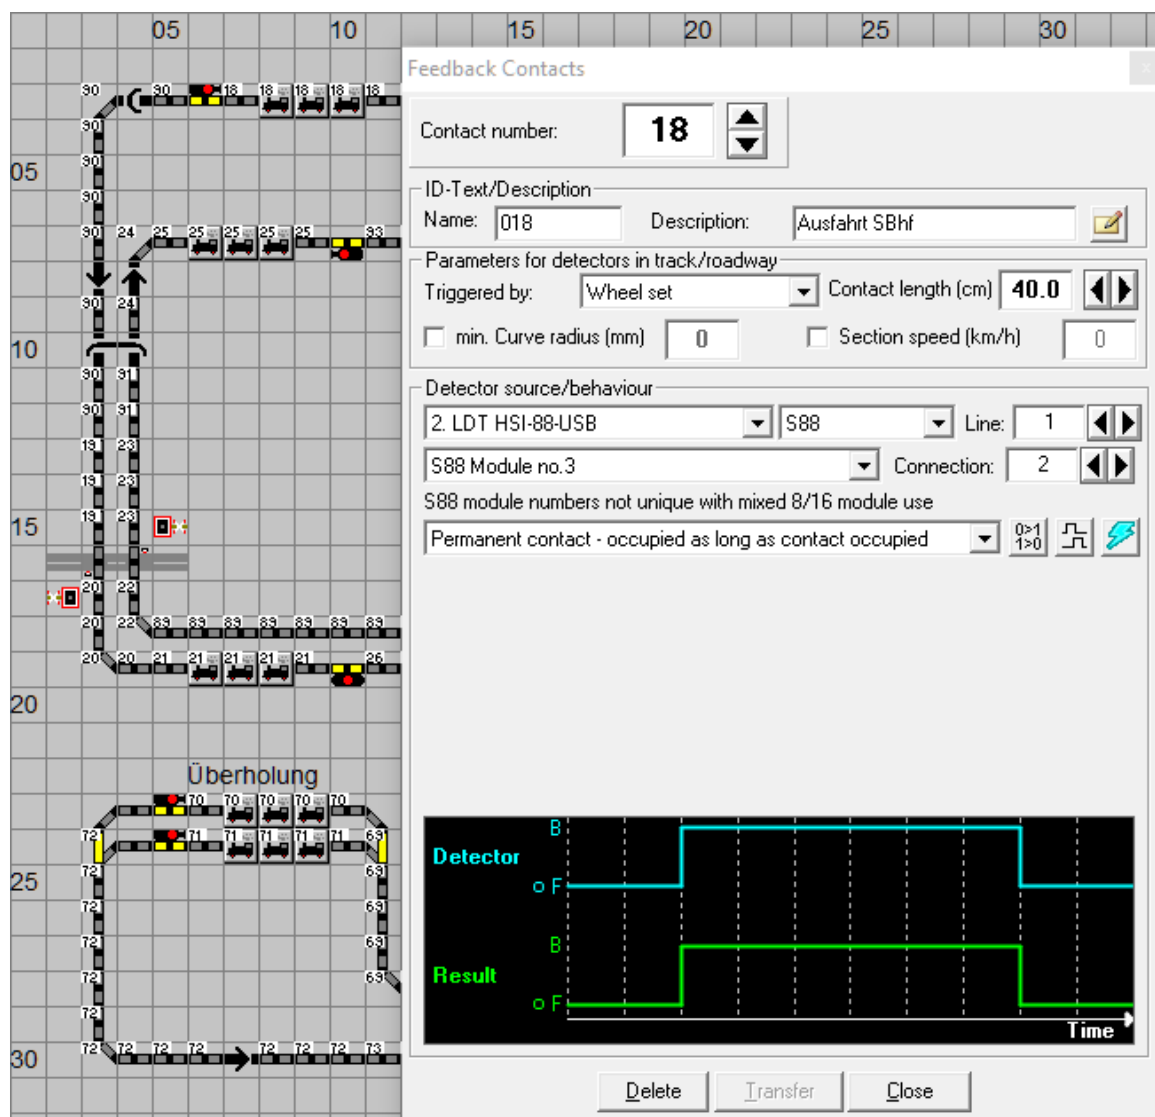 05 10 15 20 25 30
Feedback Contacts
90 90 18 18 18 18 18
Contact number: 18
90
90
05
90
ID-Text/Description
Name: 018 Description: Ausfahrt SBhf
90 24 25 25 25 25 25 93
Parameters for detectors in track/roadway
Triggered by: Wheel set Contact length (cm) 40.0
90 24
min. Curve radius (mm) 0 Section speed (km/h) 0
10
90 91
Detector source/behaviour
90 91
2. LDT HSI-88-USB S88 Line: 1
19 23
S88 Module no.3 Connection: 2
19 23
S88 module numbers not unique with mixed 8/16 module use
19 23
15
Permanent contact - occupied as long as contact occupied 0>1
1>0
20 22
20 22 89 89 89 89 89 89 89
20 20 21 21 21 21 21 26
20
Überholung
70 70 70 70 70
72 71 71 71 71 69
72 69
25
72 69
72 69
72 69
72
72 72 72 72 72 72 72 73
30
B
Detector
o F
B
Result
o F
Time
Delete Transfer Close